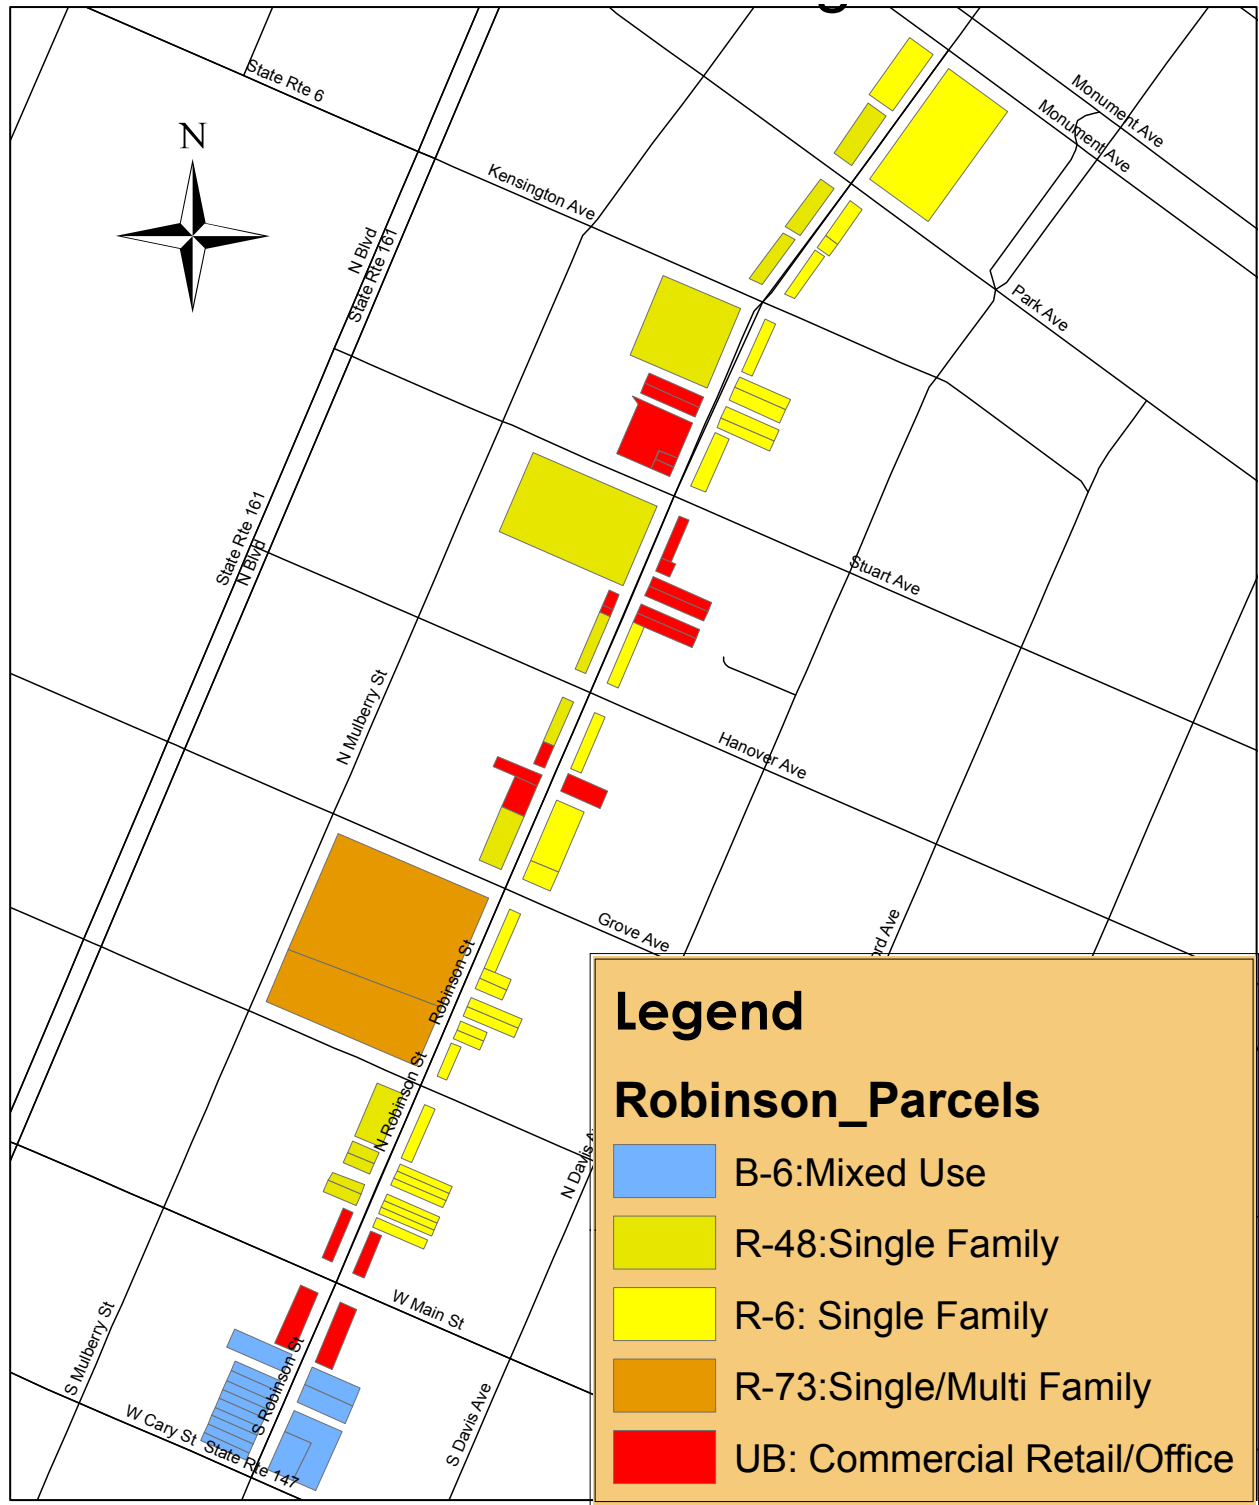 State Rte 6
Monument Ave
Monument Ave
N
Kensington Ave
N Blvd
State Rte 161
Park Ave
State Rte 161
N Blvd
Stuart Ave
N Mulberry St
Hanover Ave
Grove Ave
Robinson St
N Robinson St
N Davis
S Mulberry St
W Main St
S Robinson St
S Davis Ave
W Cary St
State Rte 147
Legend
Robinson_Parcels
B-6:Mixed Use
R-48:Single Family
R-6: Single Family
R-73:Single/Multi Family
UB: Commercial Retail/Office